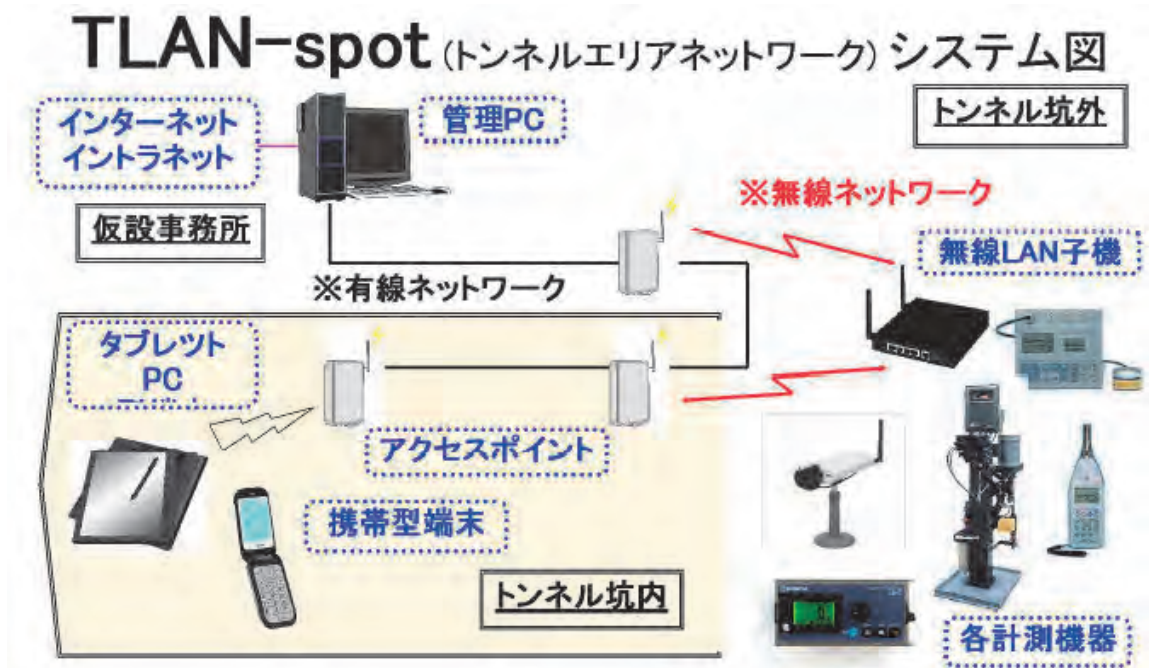 TLAN-spot (トンネルエリアネットワーク) システム図
インターネット
イントラネット
管理PC
トンネル坑外
仮設事務所
※無線ネットワーク
無線LAN子機
※有線ネットワーク
タブレット
PC
アクセスポイント
携帯型端末
トンネル坑内
各計測機器